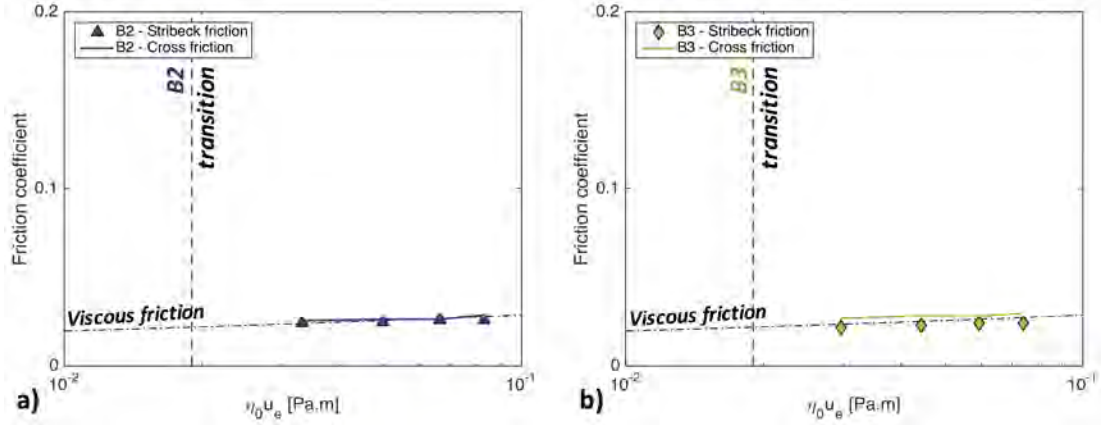 0.2
B2 - Stribeck friction
B2 - Cross friction
B2
transition
0.1
Friction coefficient
Viscous friction
0
10⁻²
10⁻¹
a)
η₀uₑ [Pa.m]
0.2
B3 - Stribeck friction
B3 - Cross friction
B3
transition
0.1
Friction coefficient
Viscous friction
0
10⁻²
10⁻¹
b)
η₀uₑ [Pa.m]